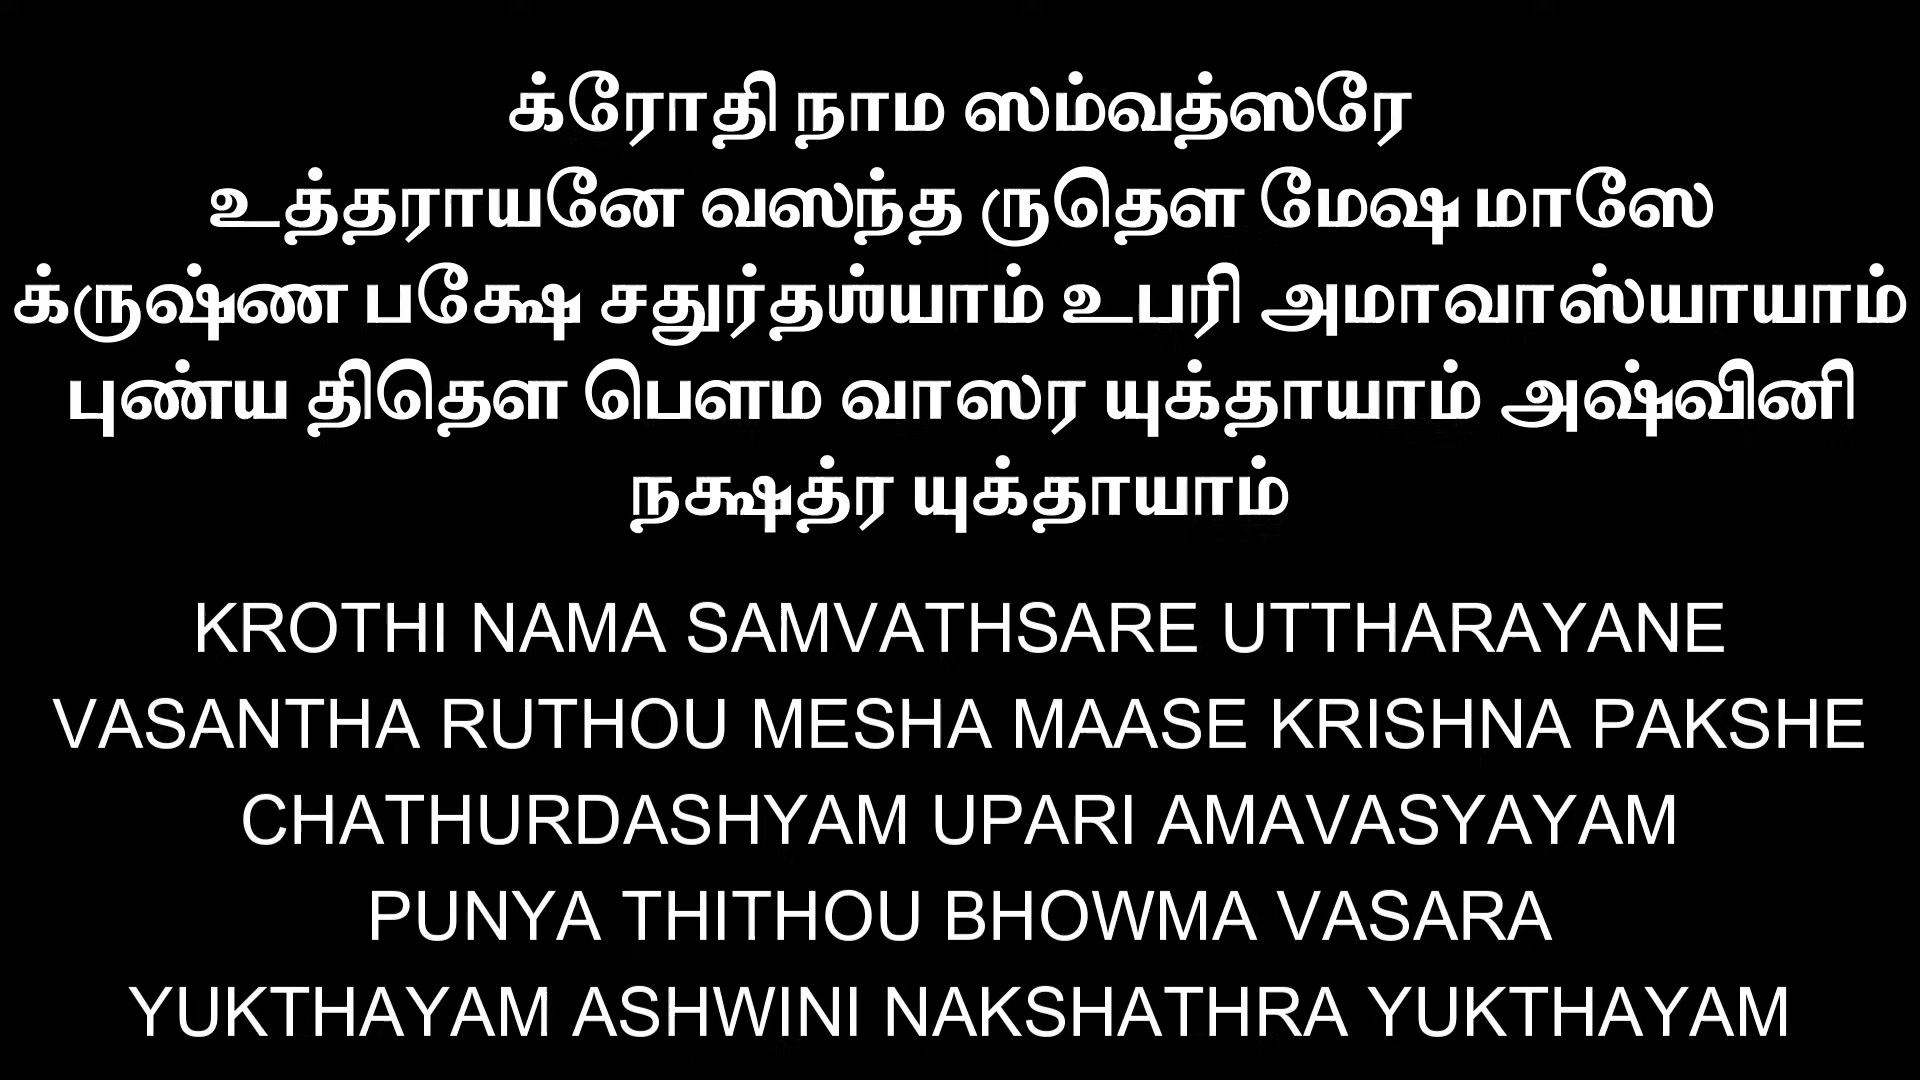 க்ரோதி நாம ஸம்வத்ஸரே
உத்தராயனே வஸந்த ருதௌ மேஷ மாஸே
க்ருஷ்ண பக்ஷே சதுர்தஶ்யாம் உபரி அமாவாஸ்யாயாம்
புண்ய திதௌ பௌம வாஸர யுக்தாயாம் அஷ்வினி
நக்ஷத்ர யுக்தாயாம்
KROTHI NAMA SAMVATHSARE UTTHARAYANE
VASANTHA RUTHOU MESHA MAASE KRISHNA PAKSHE
CHATHURDASHYAM UPARI AMAVASYAYAM
PUNYA THITHOU BHOWMA VASARA
YUKTHAYAM ASHWINI NAKSHATHRA YUKTHAYAM